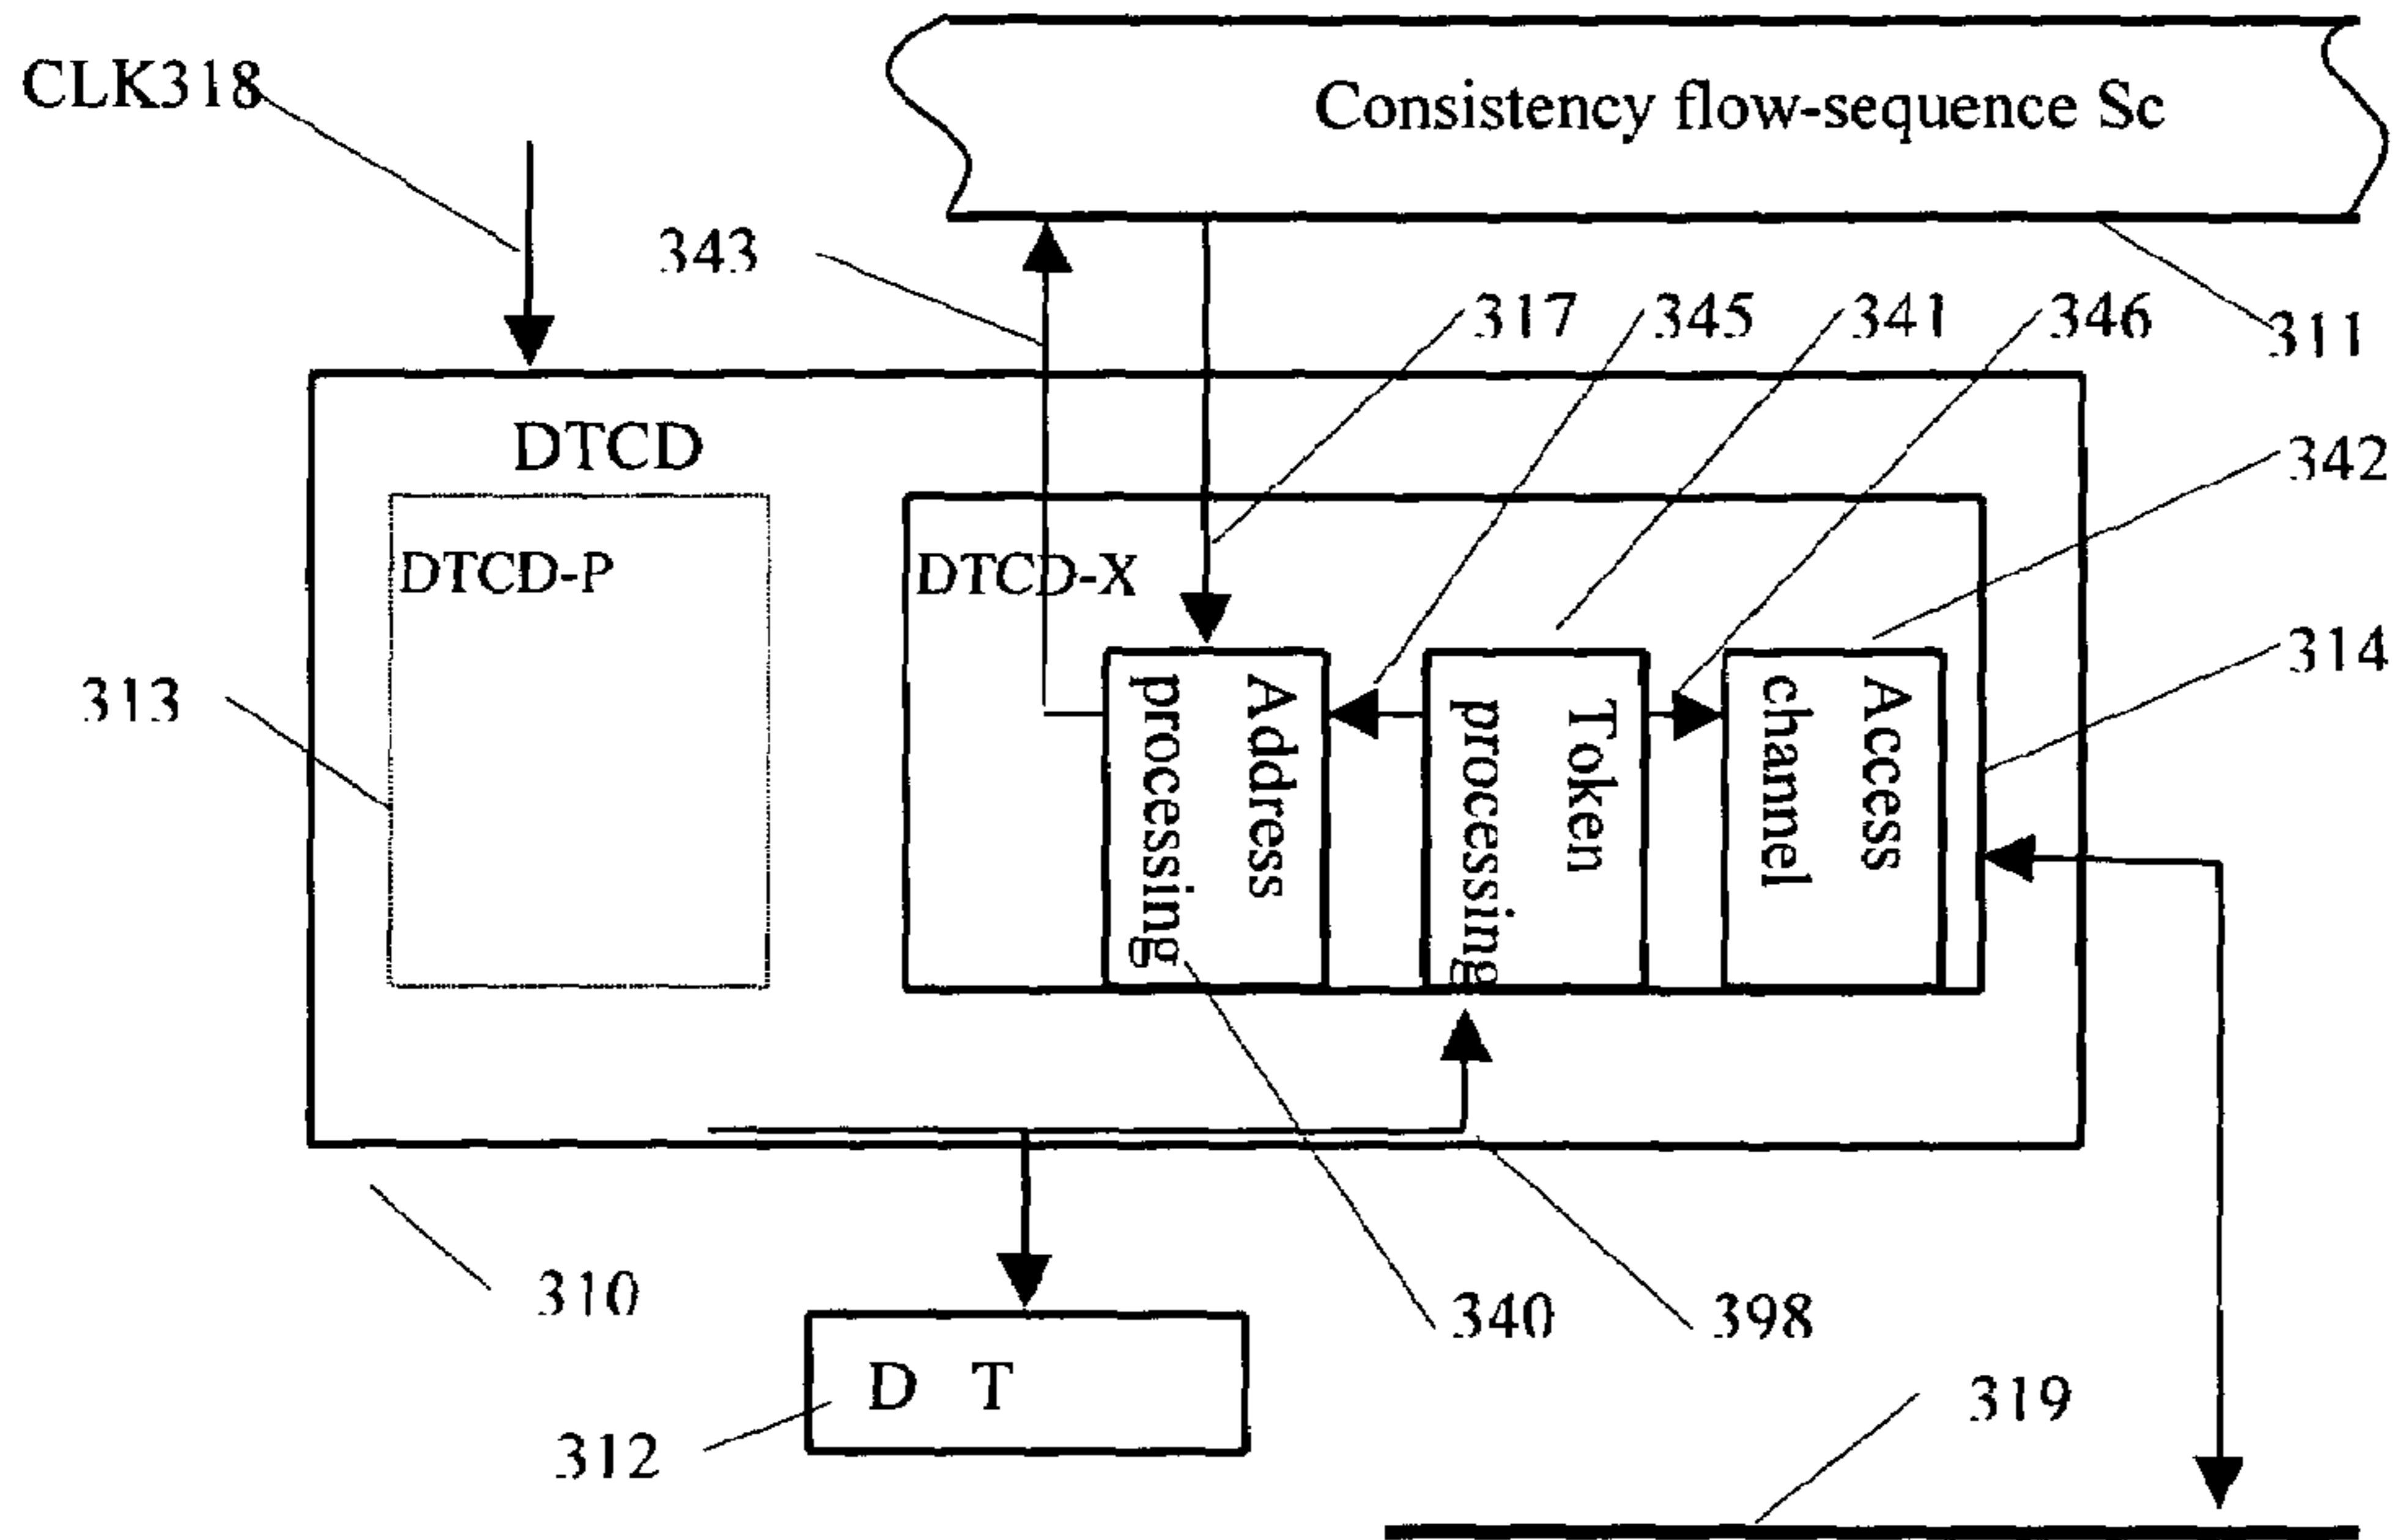 Consistency flow-sequence Sc
CLK318
343
317
345
341
346
311
DTCD
342
DTCD-P
DTCD-X
314
313
Address
processing
Token
processing
Access
channel
310
340
398
D T
312
319